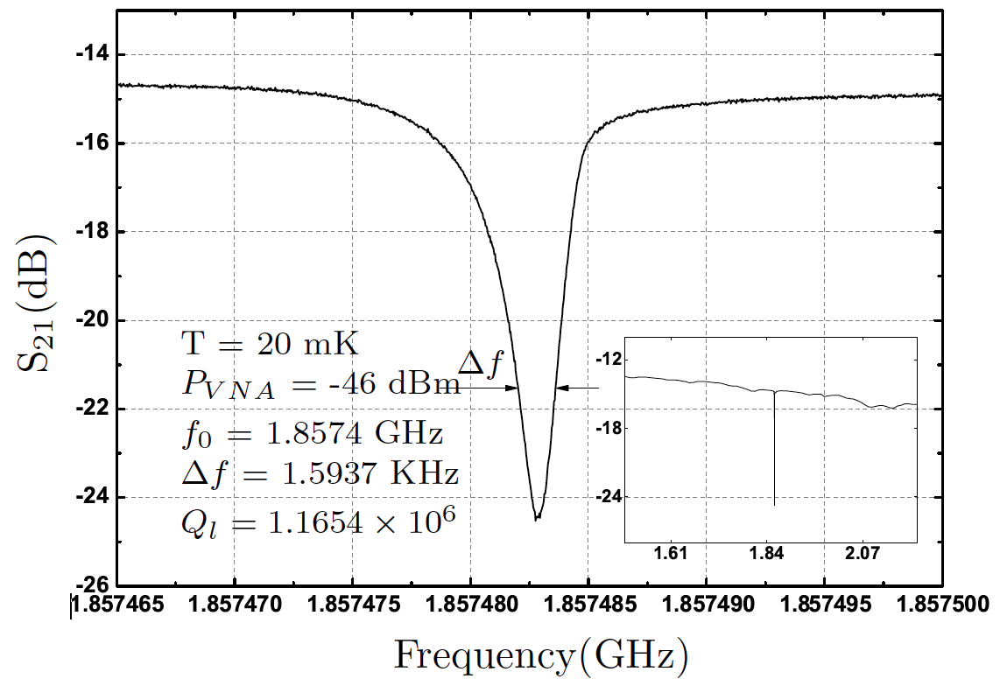 -14
-16
-18
-20
-22
-24
-26
S₂₁(dB)
T = 20 mK
P_VNA = -46 dBm
f₀ = 1.8574 GHz
Δf = 1.5937 KHz
Qₗ = 1.1654 × 10⁶
Δf
-12
-18
-24
1.61 1.84 2.07
1.857465 1.857470 1.857475 1.857480 1.857485 1.857490 1.857495 1.857500
Frequency(GHz)